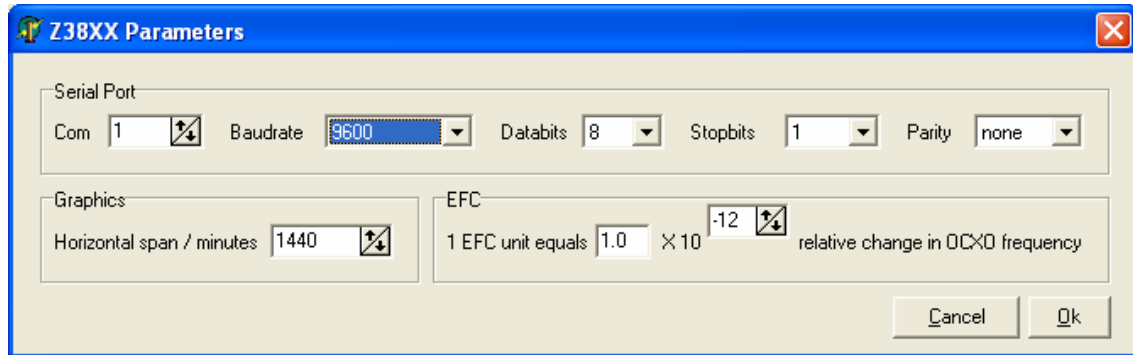 Z38XX Parameters
Serial Port
Com 1 Baudrate 9600 Databits 8 Stopbits 1 Parity none
Graphics
Horizontal span / minutes 1440
EFC
1 EFC unit equals 1.0 X 10 -12 relative change in OCXO frequency
Cancel Ok